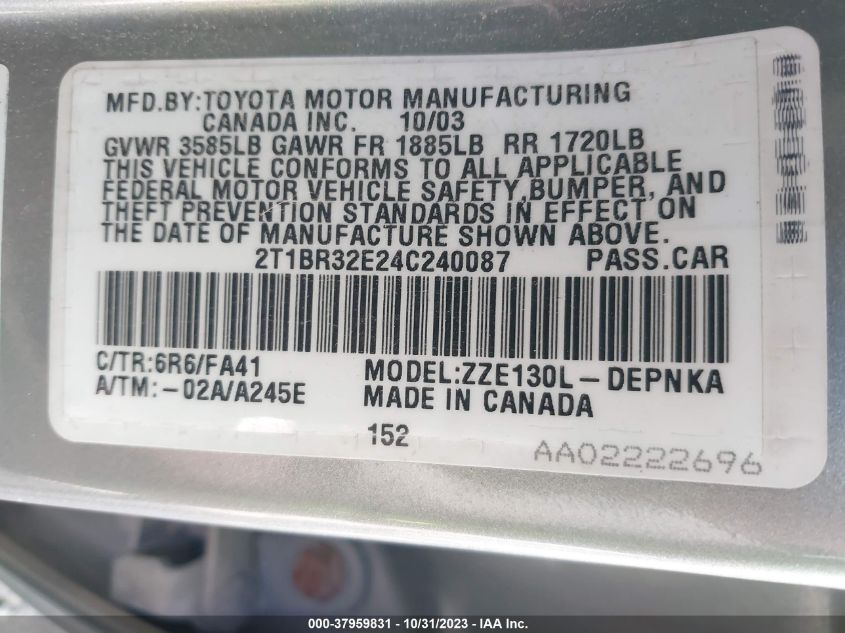 MFD.BY:TOYOTA MOTOR MANUFACTURING
CANADA INC. 10/03
GVWR 3585LB GAWR FR 1885LB RR 1720LB
THIS VEHICLE CONFORMS TO ALL APPLICABLE
FEDERAL MOTOR VEHICLE SAFETY,BUMPER, AND
THEFT PREVENTION STANDARDS IN EFFECT ON
THE DATE OF MANUFACTURE SHOWN ABOVE.
2T1BR32E24C240087 PASS.CAR
C/TR:6R6/FA41 MODEL:ZZE130L-DEPNKA
A/TM:-02A/A245E MADE IN CANADA
152
AA02222696
000-37959831 - 10/31/2023 - IAA Inc.